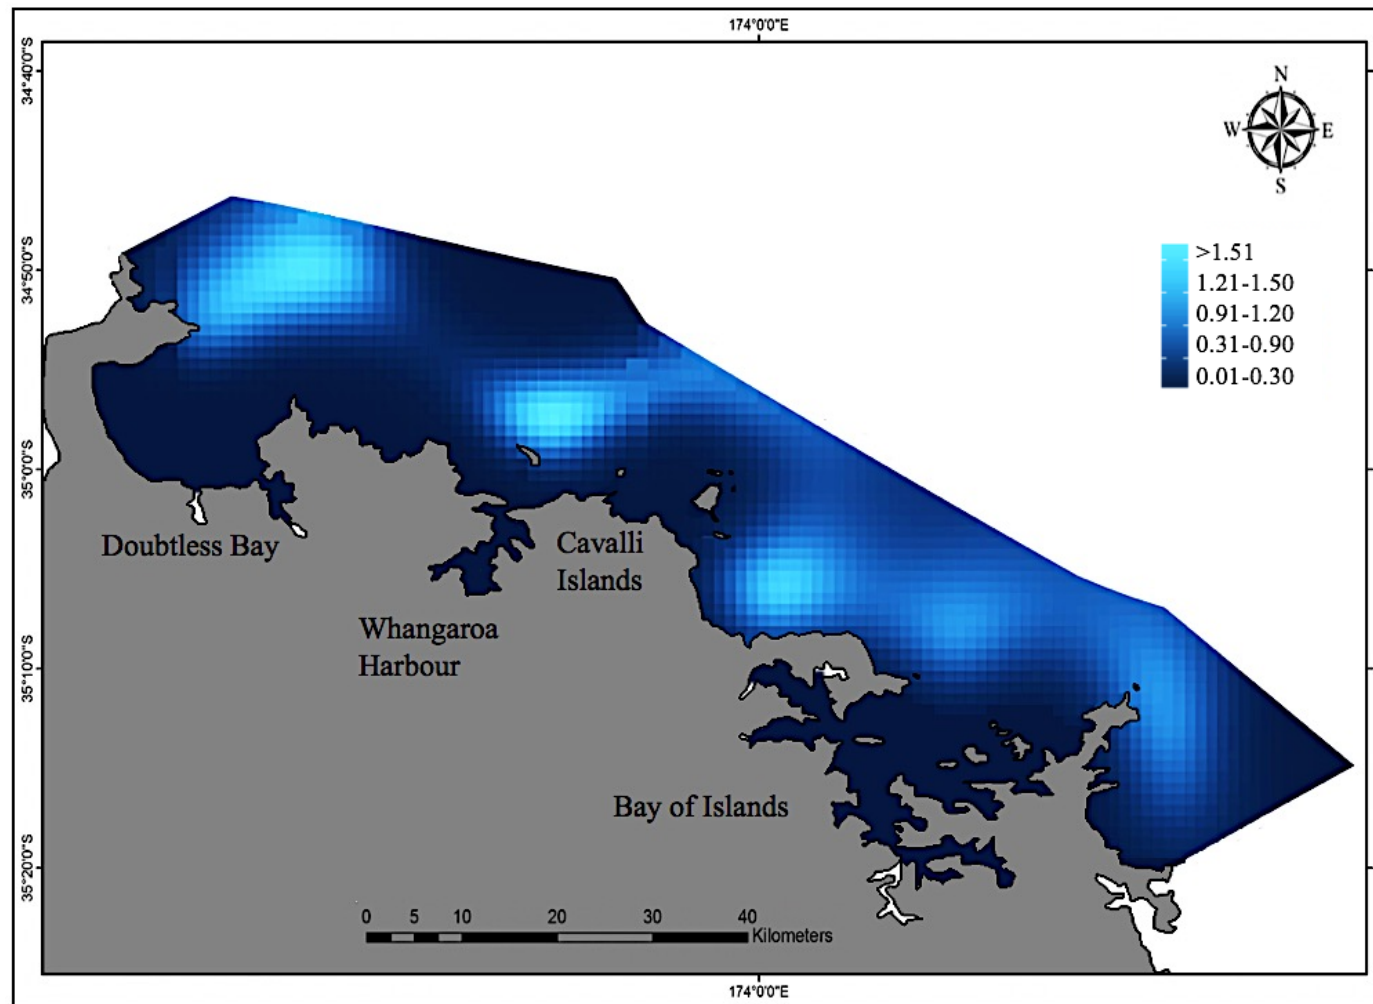 174°0'0"E
34°40'0"S
N
W
E
S
34°50'0"S
>1.51
1.21-1.50
0.91-1.20
0.31-0.90
0.01-0.30
35°0'0"S
Doubtless Bay
Cavalli
Islands
Whangaroa
Harbour
35°10'0"S
Bay of Islands
35°20'0"S
0 5 10 20 30 40
Kilometers
174°0'0"E